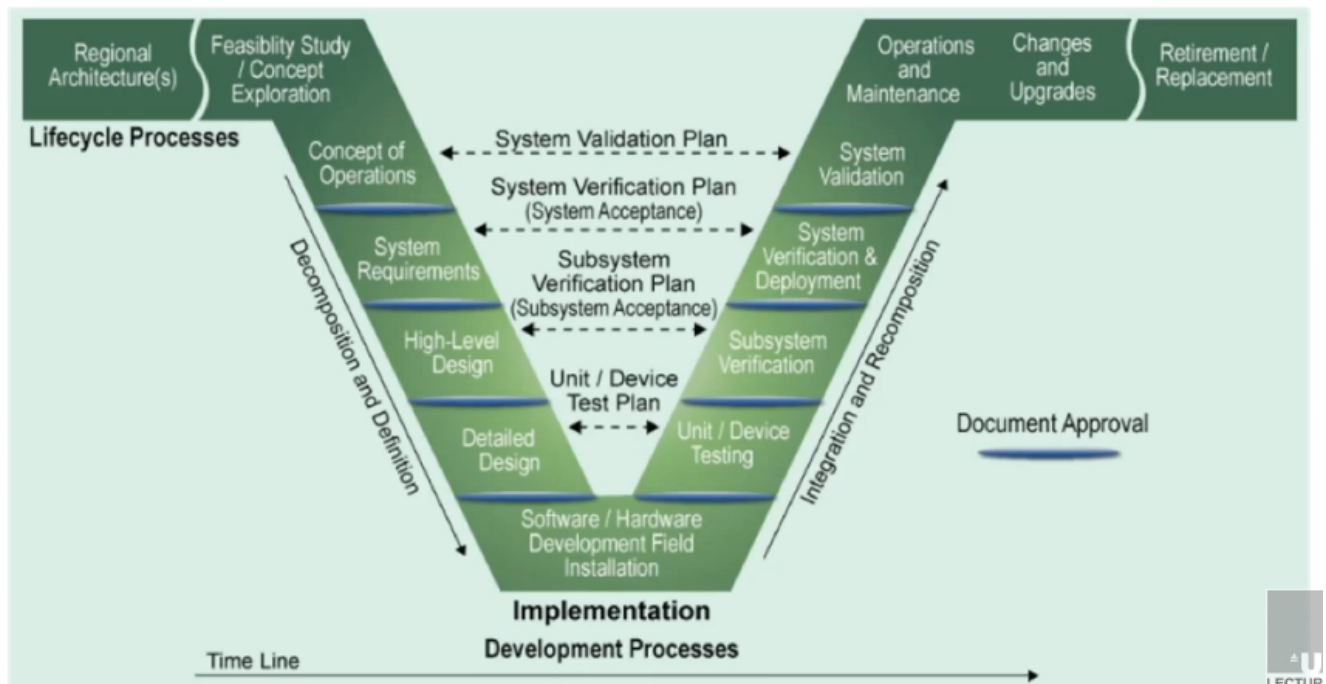 Regional
Architecture(s)
Feasiblity Study
/ Concept
Exploration
Operations
and
Maintenance
Changes
and
Upgrades
Retirement /
Replacement
Lifecycle Processes
Concept of
Operations
System Validation Plan
System
Validation
System Verification Plan
(System Acceptance)
System
Requirements
System
Verification &
Deployment
Subsystem
Verification Plan
(Subsystem Acceptance)
High-Level
Design
Subsystem
Verification
Unit / Device
Test Plan
Detailed
Design
Unit / Device
Testing
Decomposition and Definition
Integration and Recomposition
Document Approval
Software / Hardware
Development Field
Installation
Implementation
Development Processes
Time Line